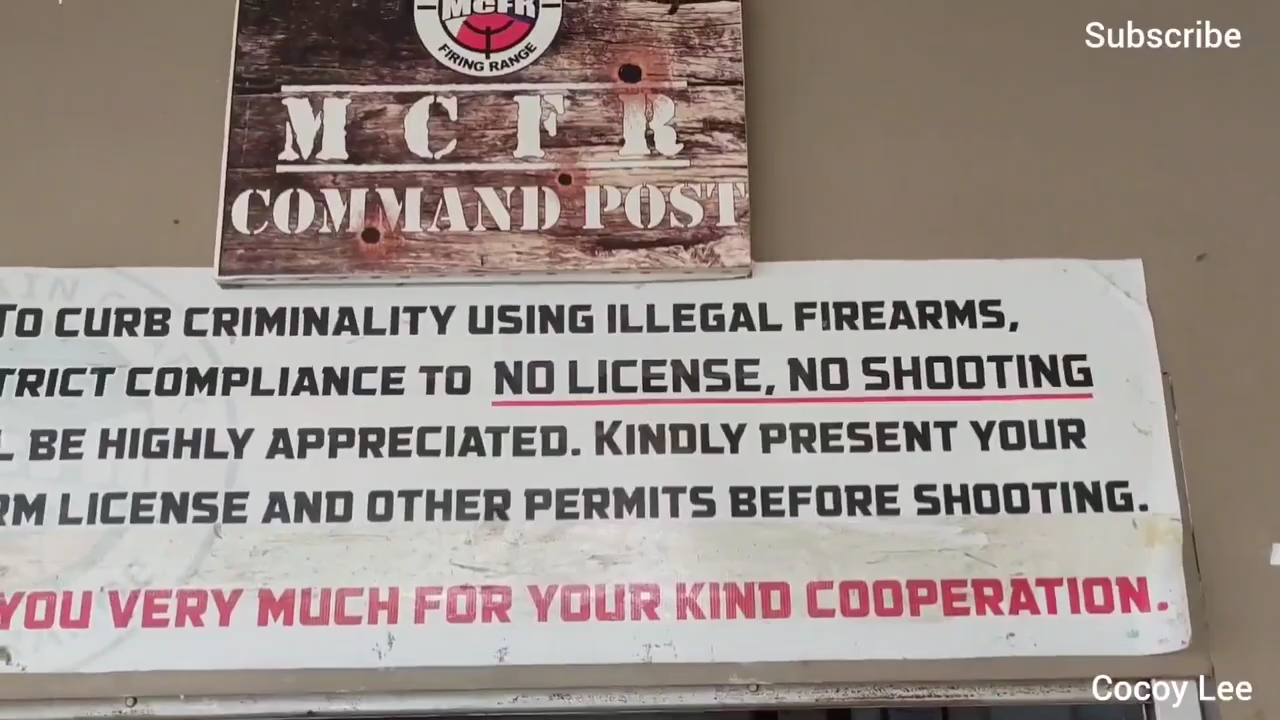 Subscribe
MCFR
FIRING RANGE
MCFR
COMMAND POST
TO CURB CRIMINALITY USING ILLEGAL FIREARMS,
TRICT COMPLIANCE TO NO LICENSE, NO SHOOTING
L BE HIGHLY APPRECIATED. KINDLY PRESENT YOUR
RM LICENSE AND OTHER PERMITS BEFORE SHOOTING.
YOU VERY MUCH FOR YOUR KIND COOPERATION.
Cocoy Lee